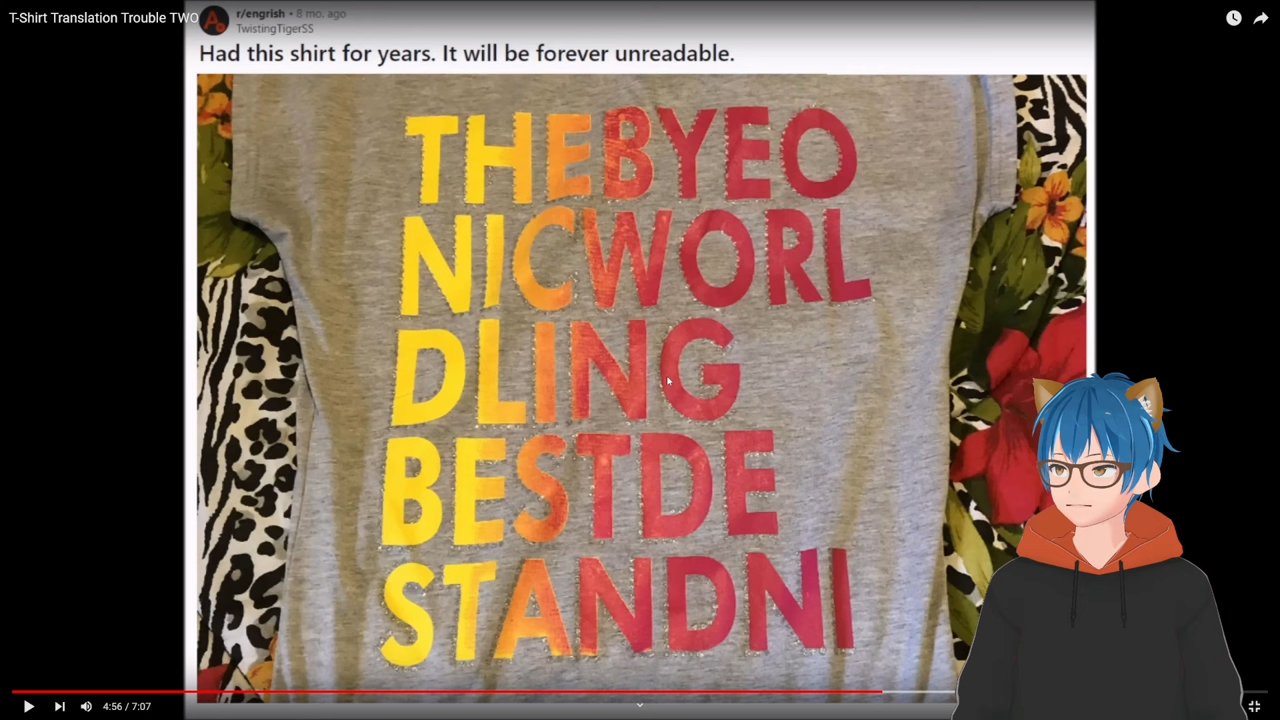 T-Shirt Translation Trouble TWO
r/engrish • 8 mo. ago
TwistingTigerSS
Had this shirt for years. It will be forever unreadable.
THEBYEO
NICWORL
DLING
BESTDE
STANDNI
4:56 / 7:07